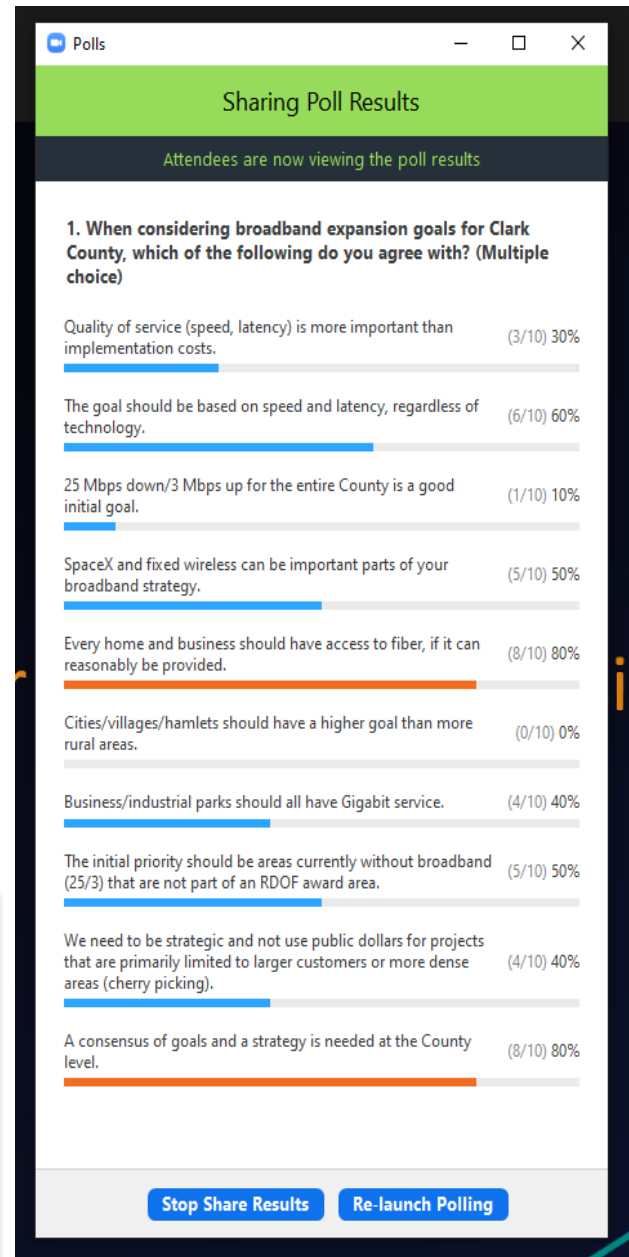 Polls
Sharing Poll Results
Attendees are now viewing the poll results
1. When considering broadband expansion goals for Clark
County, which of the following do you agree with? (Multiple
choice)
Quality of service (speed, latency) is more important than
implementation costs.
(3/10) 30%
The goal should be based on speed and latency, regardless of
technology.
(6/10) 60%
25 Mbps down/3 Mbps up for the entire County is a good
initial goal.
(1/10) 10%
SpaceX and fixed wireless can be important parts of your
broadband strategy.
(5/10) 50%
Every home and business should have access to fiber, if it can
reasonably be provided.
(8/10) 80%
Cities/villages/hamlets should have a higher goal than more
rural areas.
(0/10) 0%
Business/industrial parks should all have Gigabit service.
(4/10) 40%
The initial priority should be areas currently without broadband
(25/3) that are not part of an RDOF award area.
(5/10) 50%
We need to be strategic and not use public dollars for projects
that are primarily limited to larger customers or more dense
areas (cherry picking).
(4/10) 40%
A consensus of goals and a strategy is needed at the County
level.
(8/10) 80%
Stop Share Results
Re-launch Polling